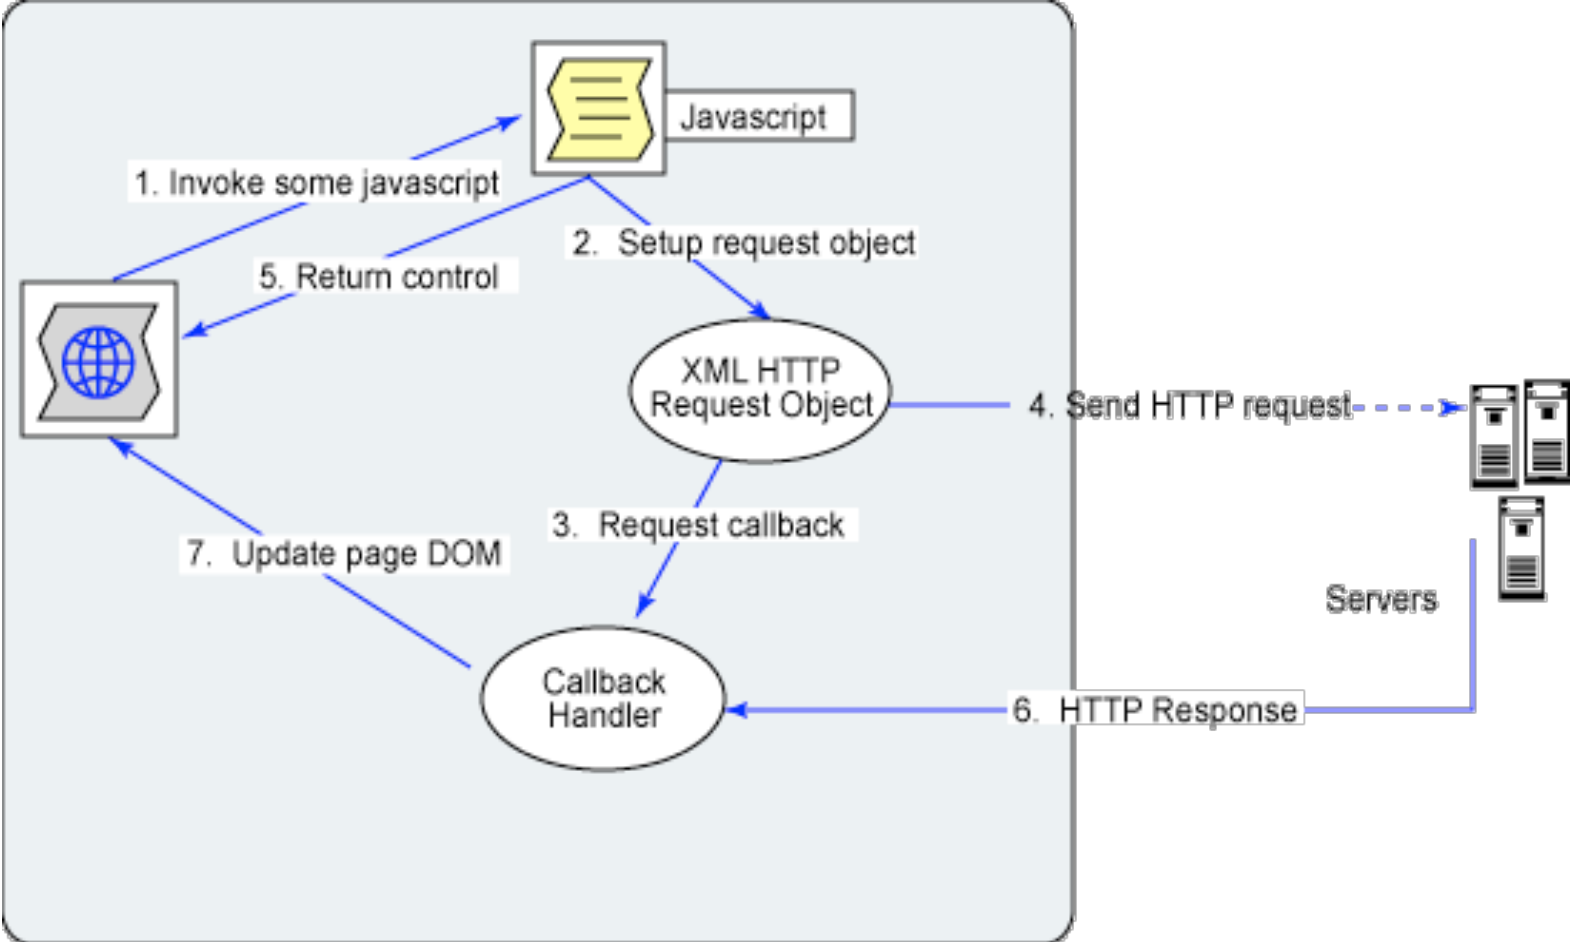 Javascript
1. Invoke some javascript
2. Setup request object
5. Return control
XML HTTP
Request Object
4. Send HTTP request
3. Request callback
7. Update page DOM
Servers
Callback
Handler
6. HTTP Response